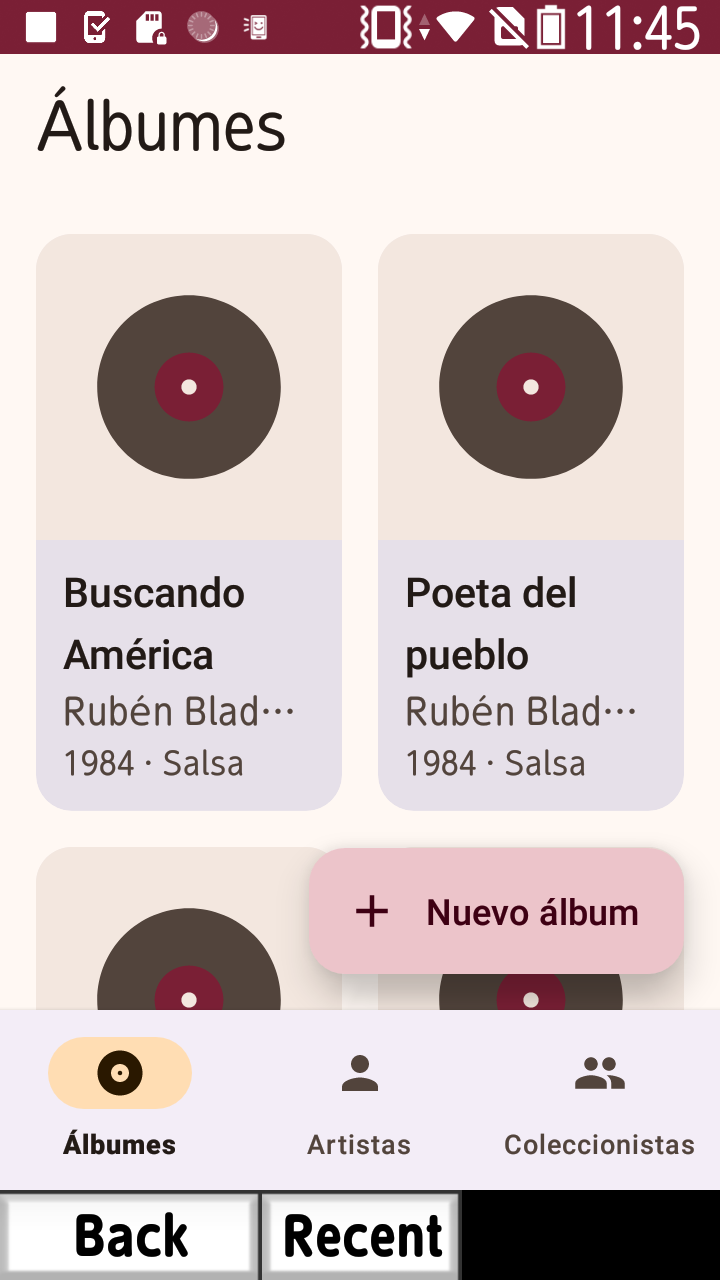 11:45
Álbumes
Buscando
América
Rubén Blad···
1984 · Salsa
Poeta del
pueblo
Rubén Blad···
1984 · Salsa
+ Nuevo álbum
Álbumes
Artistas
Coleccionistas
Back
Recent